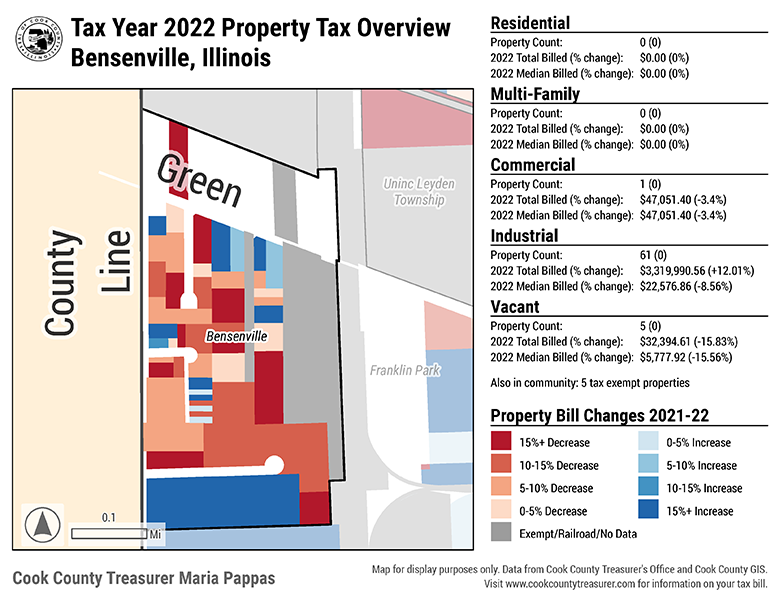 Tax Year 2022 Property Tax Overview
Bensenville, Illinois
Green
County
Line
Uninc Leyden
Township
Bensenville
Franklin Park
0.1
Mi
Residential
Property Count: 0 (0)
2022 Total Billed (% change): $0.00 (0%)
2022 Median Billed (% change): $0.00 (0%)
Multi-Family
Property Count: 0 (0)
2022 Total Billed (% change): $0.00 (0%)
2022 Median Billed (% change): $0.00 (0%)
Commercial
Property Count: 1 (0)
2022 Total Billed (% change): $47,051.40 (-3.4%)
2022 Median Billed (% change): $47,051.40 (-3.4%)
Industrial
Property Count: 61 (0)
2022 Total Billed (% change): $3,319,990.56 (+12.01%)
2022 Median Billed (% change): $22,576.86 (-8.56%)
Vacant
Property Count: 5 (0)
2022 Total Billed (% change): $32,394.61 (-15.83%)
2022 Median Billed (% change): $5,777.92 (-15.56%)
Also in community: 5 tax exempt properties
Property Bill Changes 2021-22
15%+ Decrease
10-15% Decrease
5-10% Decrease
0-5% Decrease
Exempt/Railroad/No Data
0-5% Increase
5-10% Increase
10-15% Increase
15%+ Increase
Cook County Treasurer Maria Pappas
Map for display purposes only. Data from Cook County Treasurer's Office and Cook County GIS.
Visit www.cookcountytreasurer.com for information on your tax bill.